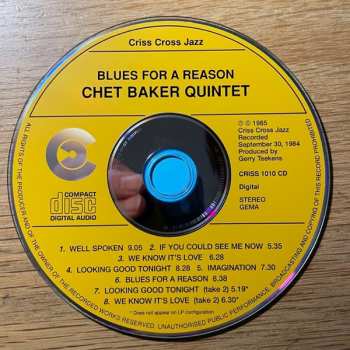 Criss Cross Jazz
BLUES FOR A REASON
CHET BAKER QUINTET
℗ © 1985
Criss Cross Jazz
Recorded
September 30, 1984
Produced by
Gerry Teekens
CRISS 1010 CD
Digital
STEREO
GEMA
COMPACT
disc
DIGITAL AUDIO
1. WELL SPOKEN 9.05 2. IF YOU COULD SEE ME NOW 5.35
3. WE KNOW IT'S LOVE 6.28
4. LOOKING GOOD TONIGHT 8.28 5. IMAGINATION 7.30
6. BLUES FOR A REASON 8.38
7. LOOKING GOOD TONIGHT (take 2) 5.19*
8. WE KNOW IT'S LOVE (take 2) 6.30*
* Does not appear on LP configuration.
ALL RIGHTS OF THE PRODUCER AND OF THE OWNER OF THE RECORDED WORKS RESERVED. UNAUTHORISED PUBLIC PERFORMANCE, BROADCASTING AND COPYING OF THIS RECORD PROHIBITED.